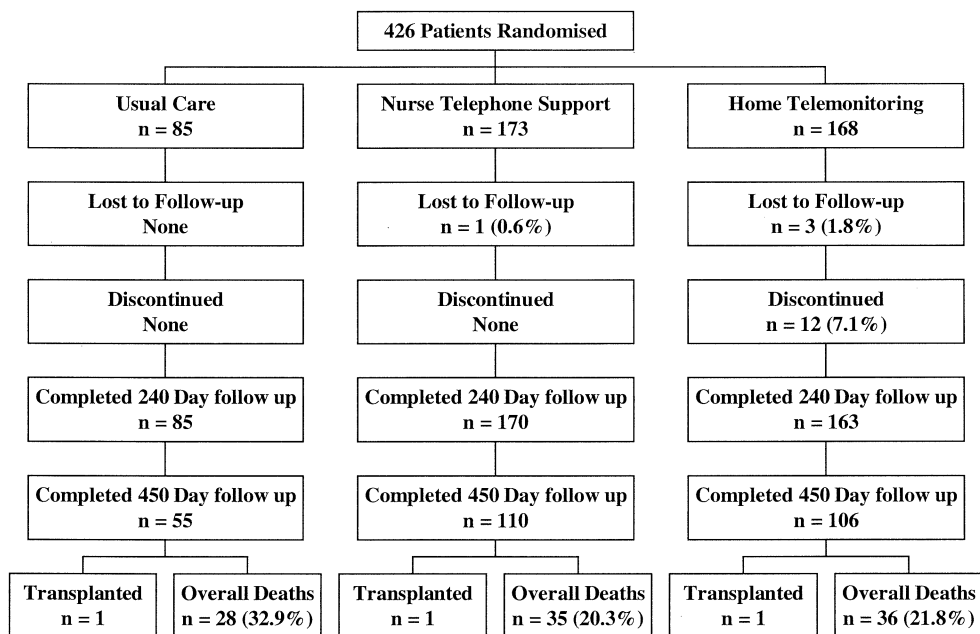 426 Patients Randomised
Usual Care
n = 85
Nurse Telephone Support
n = 173
Home Telemonitoring
n = 168
Lost to Follow-up
None
Lost to Follow-up
n = 1 (0.6%)
Lost to Follow-up
n = 3 (1.8%)
Discontinued
None
Discontinued
None
Discontinued
n = 12 (7.1%)
Completed 240 Day follow up
n = 85
Completed 240 Day follow up
n = 170
Completed 240 Day follow up
n = 163
Completed 450 Day follow up
n = 55
Completed 450 Day follow up
n = 110
Completed 450 Day follow up
n = 106
Transplanted
n = 1
Overall Deaths
n = 28 (32.9%)
Transplanted
n = 1
Overall Deaths
n = 35 (20.3%)
Transplanted
n = 1
Overall Deaths
n = 36 (21.8%)